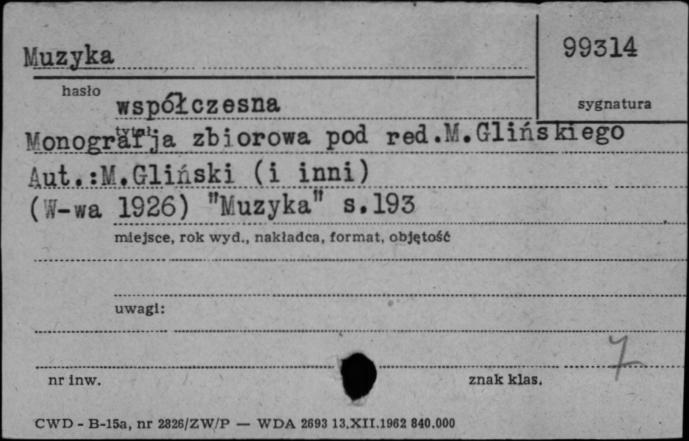 Muzyka
99314
hasło
sygnatura
współczesna
Monografja zbiorowa pod red.M.Glińskiego
Aut.:M.Gliński (i inni)
(W-wa 1926) "Muzyka" s.193
miejsce, rok wyd., nakładca, format, objętość
uwagi:
7
nr inw.
znak klas.
CWD - B-15a, nr 2826/ZW/P — WDA 2693 13.XII.1962 840.000